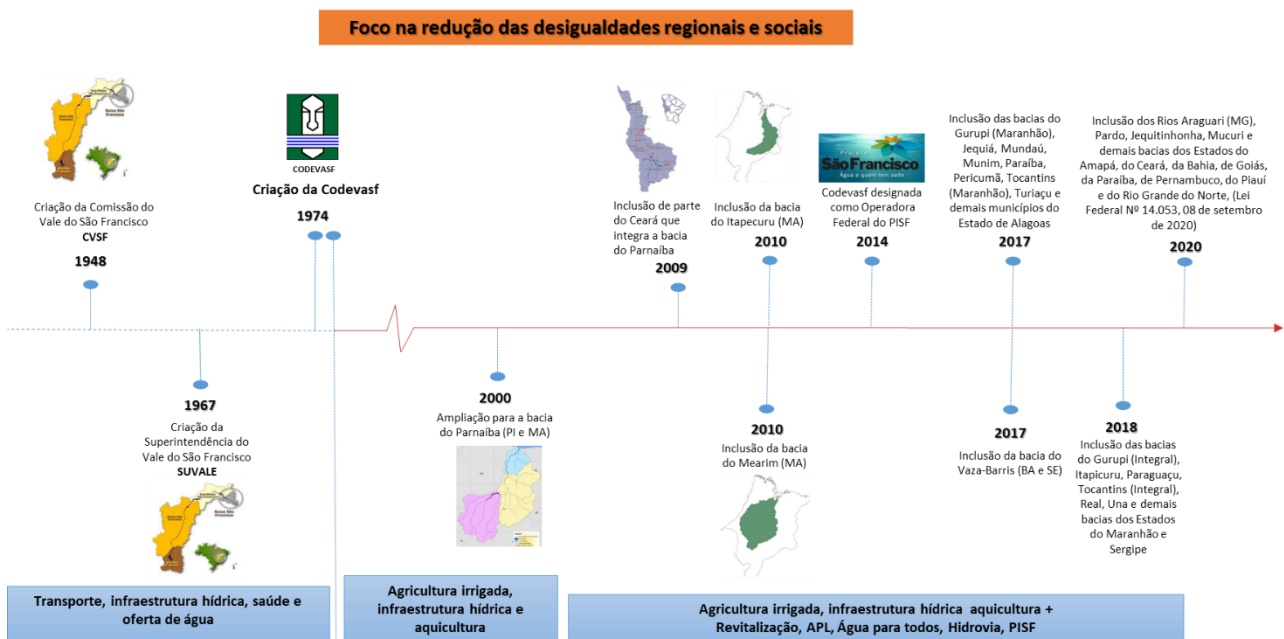 Foco na redução das desigualdades regionais e sociais
Criação da Comissão do
Vale do São Francisco
CVSF
1948
CODEVASF
Criação da Codevasf
1974
Inclusão de parte
do Ceará que
integra a bacia
do Parnaíba
2009
Inclusão da bacia
do Itapecuru (MA)
2010
Projeto
São Francisco
Água a quem tem sede
Codevasf designada
como Operadora
Federal do PISF
2014
Inclusão das bacias do
Gurupi (Maranhão),
Jequiá, Mundaú,
Munim, Paraíba,
Pericumã, Tocantins
(Maranhão), Turiaçu e
demais municípios do
Estado de Alagoas
2017
Inclusão dos Rios Araguari (MG),
Pardo, Jequitinhonha, Mucuri e
demais bacias dos Estados do
Amapá, do Ceará, da Bahia, de Goiás,
da Paraíba, de Pernambuco, do Piauí
e do Rio Grande do Norte, (Lei
Federal Nº 14.053, 08 de setembro
de 2020)
2020
1967
Criação da
Superintendência do
Vale do São Francisco
SUVALE
2000
Ampliação para a bacia
do Parnaíba (PI e MA)
2010
Inclusão da bacia
do Mearim (MA)
2017
Inclusão da bacia do
Vaza-Barris (BA e SE)
2018
Inclusão das bacias
do Gurupi (Integral),
Itapicuru, Paraguaçu,
Tocantins (Integral),
Real, Una e demais
bacias dos Estados
do Maranhão e
Sergipe
Transporte, infraestrutura hídrica, saúde e
oferta de água
Agricultura irrigada,
infraestrutura hídrica e
aquicultura
Agricultura irrigada, infraestrutura hídrica aquicultura +
Revitalização, APL, Água para todos, Hidrovia, PISF